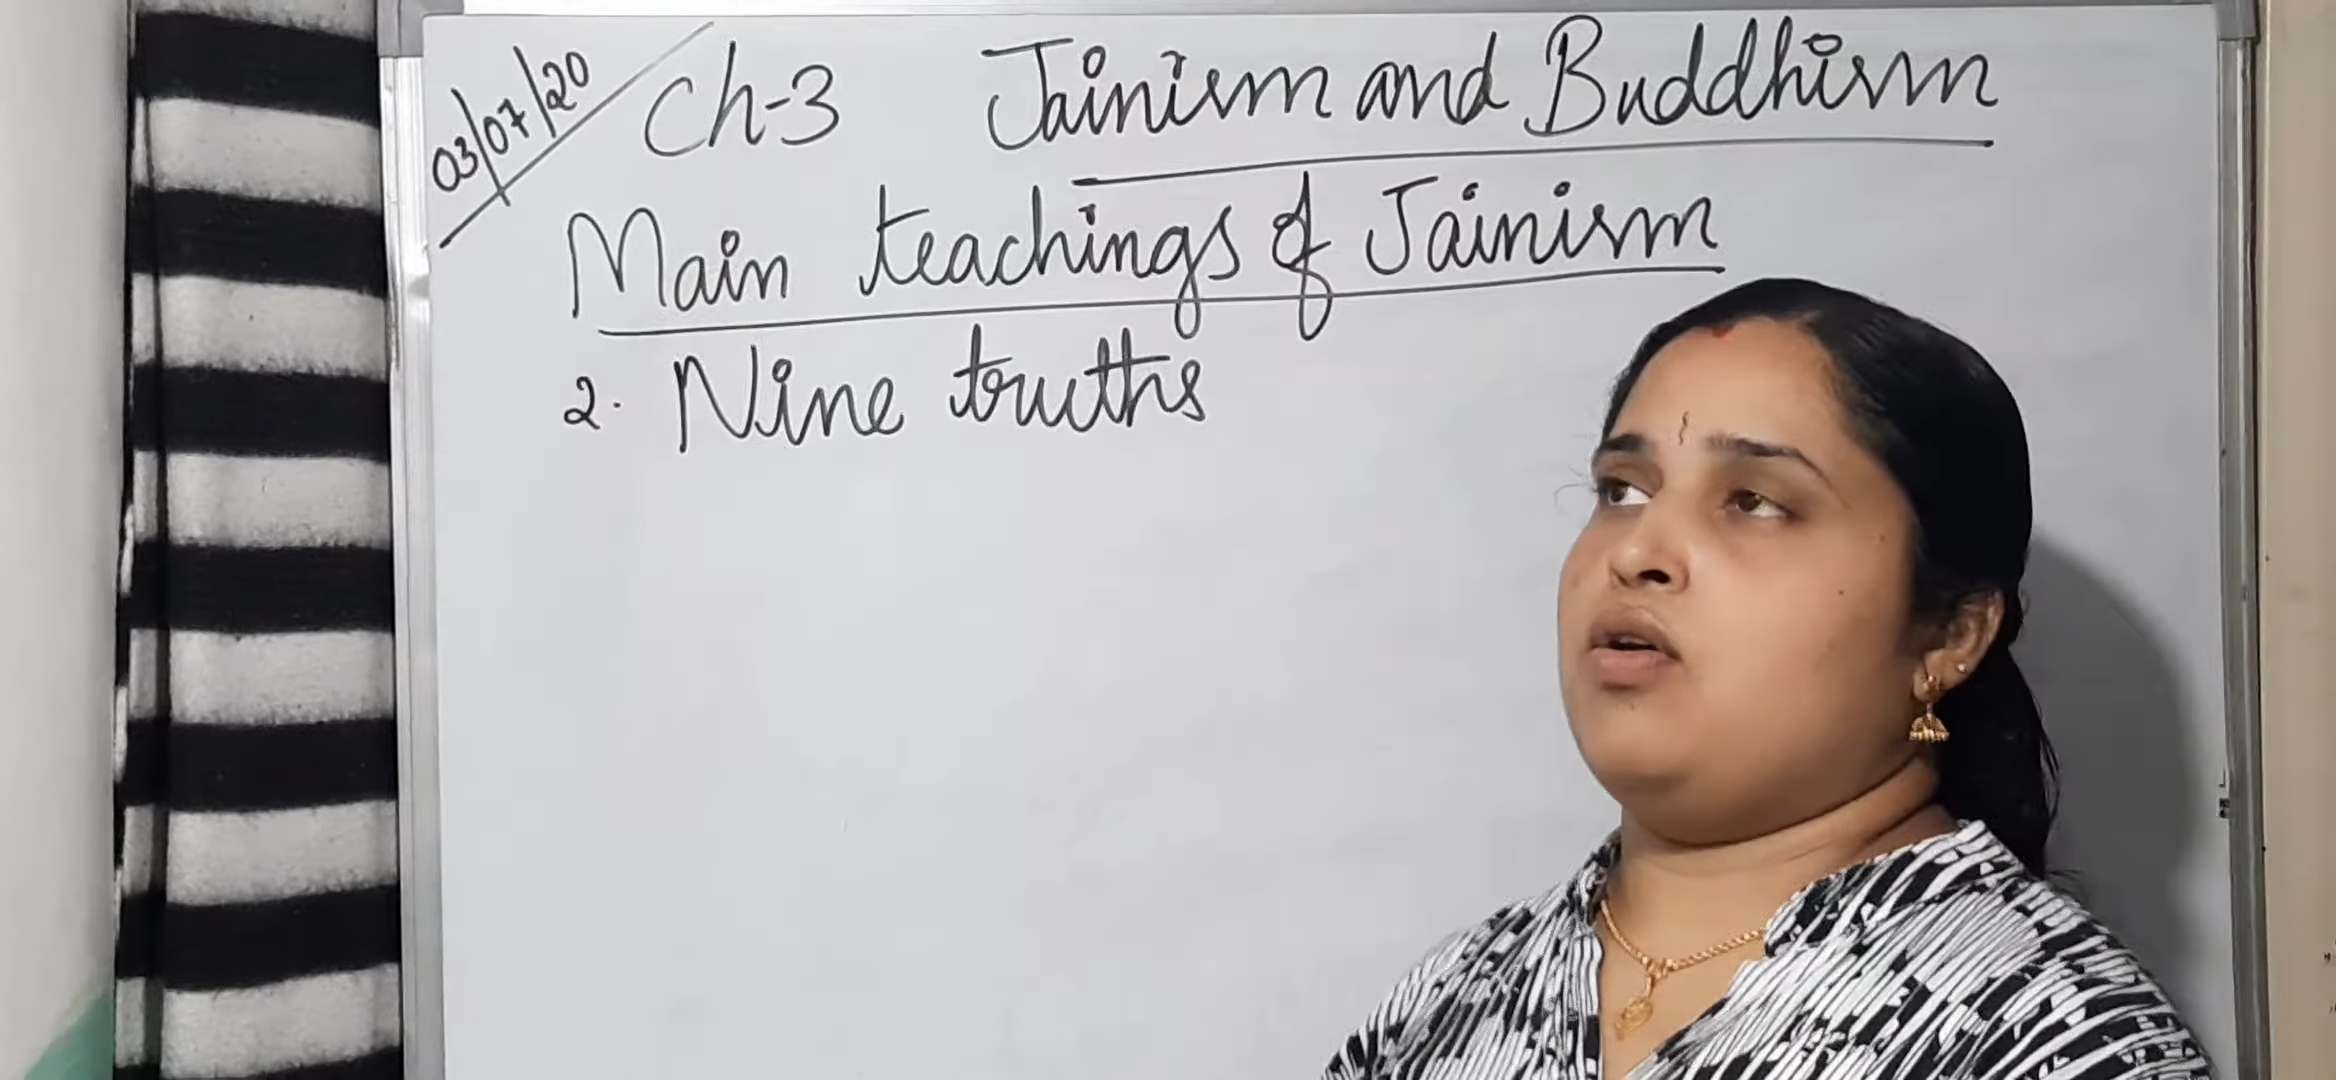 03/07/20
Ch-3 Jainism and Buddhism
Main teachings of Jainism
2. Nine truths